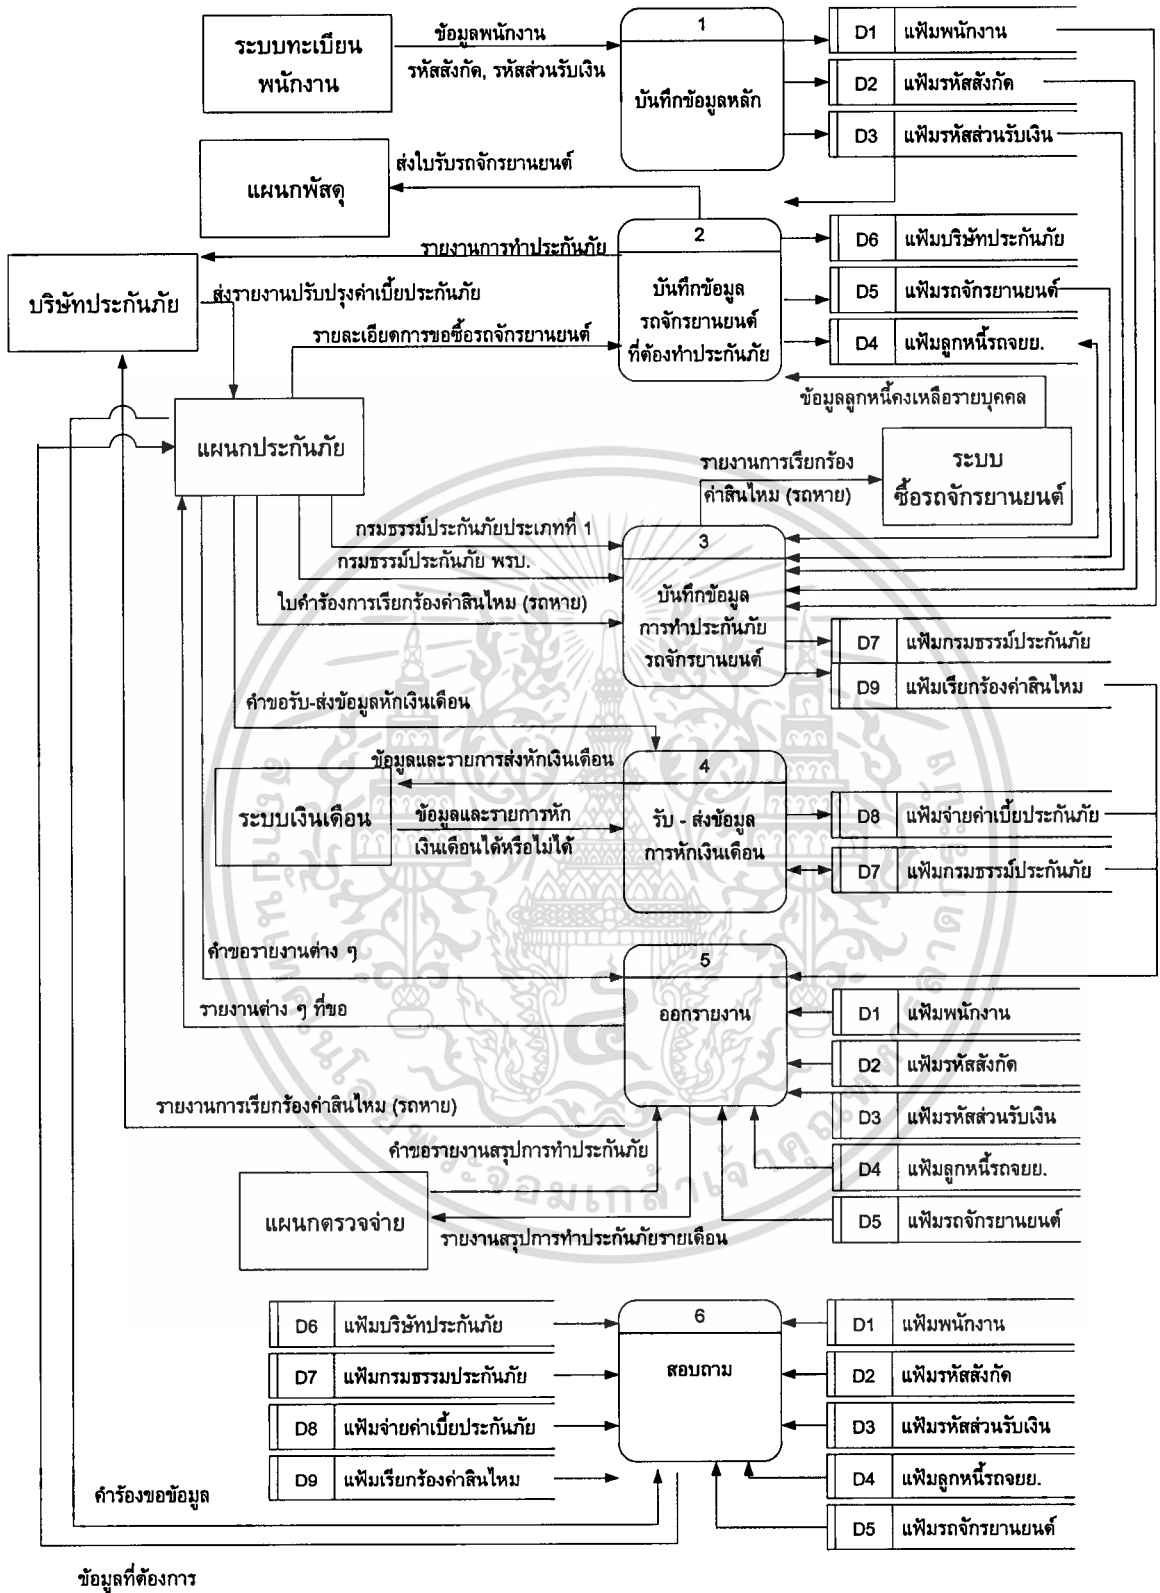 ระบบทะเบียน
พนักงาน
ข้อมูลพนักงาน
รหัสสังกัด, รหัสส่วนรับเงิน
1
บันทึกข้อมูลหลัก
D1 แฟ้มพนักงาน
D2 แฟ้มรหัสสังกัด
D3 แฟ้มรหัสส่วนรับเงิน
แผนกพัสดุ
ส่งใบรับรถจักรยานยนต์
2
บันทึกข้อมูล
รถจักรยานยนต์
ที่ต้องทำประกันภัย
D6 แฟ้มบริษัทประกันภัย
D5 แฟ้มรถจักรยานยนต์
D4 แฟ้มลูกหนี้รถจยย.
รายงานการทำประกันภัย
บริษัทประกันภัย
ส่งรายงานปรับปรุงค่าเบี้ยประกันภัย
รายละเอียดการขอซื้อรถจักรยานยนต์
ข้อมูลลูกหนี้คงเหลือรายบุคคล
แผนกประกันภัย
รายงานการเรียกร้อง
ค่าสินไหม (รถหาย)
ระบบ
ซื้อรถจักรยานยนต์
กรมธรรม์ประกันภัยประเภทที่ 1
กรมธรรม์ประกันภัย พรบ.
ใบคำร้องการเรียกร้องค่าสินไหม (รถหาย)
3
บันทึกข้อมูล
การทำประกันภัย
รถจักรยานยนต์
D7 แฟ้มกรมธรรม์ประกันภัย
D9 แฟ้มเรียกร้องค่าสินไหม
คำขอรับ-ส่งข้อมูลหักเงินเดือน
ข้อมูลและรายการส่งหักเงินเดือน
ระบบเงินเดือน
ข้อมูลและรายการหัก
เงินเดือนได้หรือไม่ได้
4
รับ - ส่งข้อมูล
การหักเงินเดือน
D8 แฟ้มจ่ายค่าเบี้ยประกันภัย
D7 แฟ้มกรมธรรม์ประกันภัย
คำขอรายงานต่าง ๆ
รายงานต่าง ๆ ที่ขอ
5
ออกรายงาน
D1 แฟ้มพนักงาน
D2 แฟ้มรหัสสังกัด
D3 แฟ้มรหัสส่วนรับเงิน
D4 แฟ้มลูกหนี้รถจยย.
D5 แฟ้มรถจักรยานยนต์
รายงานการเรียกร้องค่าสินไหม (รถหาย)
คำขอรายงานสรุปการทำประกันภัย
แผนกตรวจจ่าย
รายงานสรุปการทำประกันภัยรายเดือน
D6 แฟ้มบริษัทประกันภัย
D7 แฟ้มกรมธรรมประกันภัย
D8 แฟ้มจ่ายค่าเบี้ยประกันภัย
D9 แฟ้มเรียกร้องค่าสินไหม
6
สอบถาม
D1 แฟ้มพนักงาน
D2 แฟ้มรหัสสังกัด
D3 แฟ้มรหัสส่วนรับเงิน
D4 แฟ้มลูกหนี้รถจยย.
D5 แฟ้มรถจักรยานยนต์
คำร้องขอข้อมูล
ข้อมูลที่ต้องการ